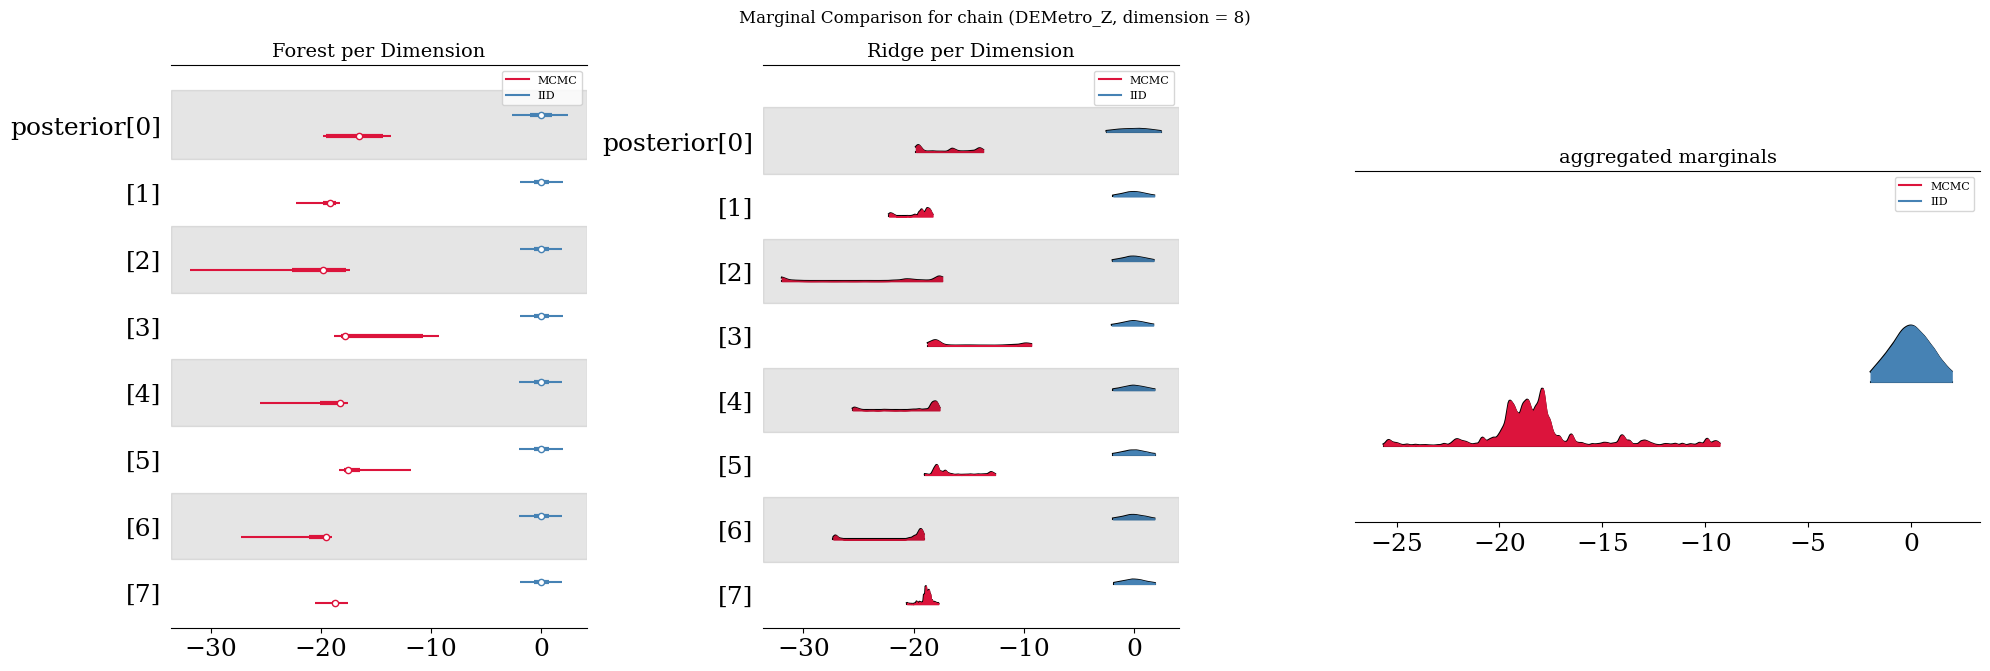 Marginal Comparison for chain (DEMetro_Z, dimension = 8)
Forest per Dimension
MCMC
IID
posterior[0]
[1]
[2]
[3]
[4]
[5]
[6]
[7]
−30 −20 −10 0
Ridge per Dimension
MCMC
IID
posterior[0]
[1]
[2]
[3]
[4]
[5]
[6]
[7]
−30 −20 −10 0
aggregated marginals
MCMC
IID
−25 −20 −15 −10 −5 0